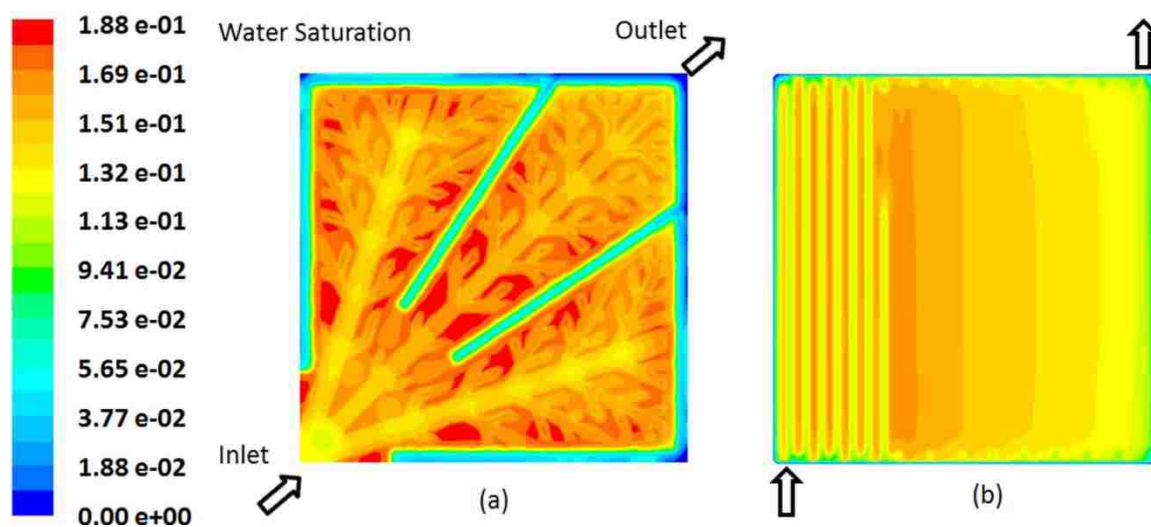 Water Saturation
Outlet
1.88 e-01
1.69 e-01
1.51 e-01
1.32 e-01
1.13 e-01
9.41 e-02
7.53 e-02
5.65 e-02
3.77 e-02
1.88 e-02
0.00 e+00
Inlet
(a)
(b)